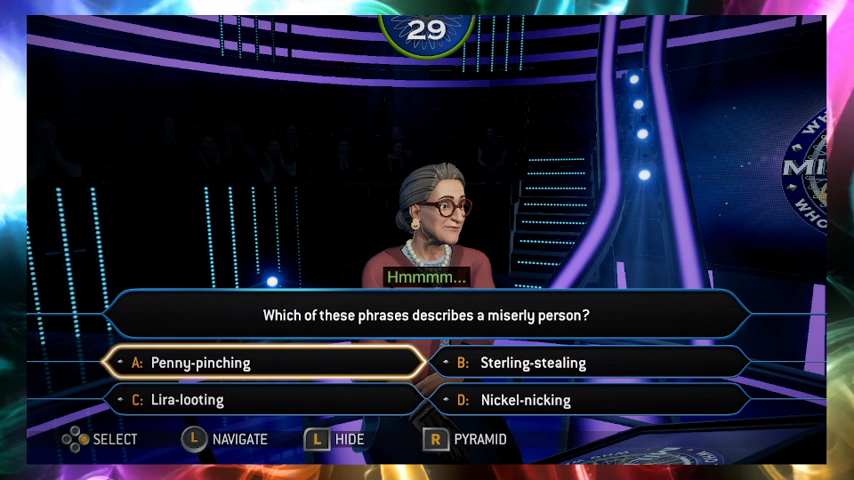 29
Hmmmm...
Which of these phrases describes a miserly person?
A: Penny-pinching
B: Sterling-stealing
C: Lira-looting
D: Nickel-nicking
SELECT
L NAVIGATE
L HIDE
R PYRAMID